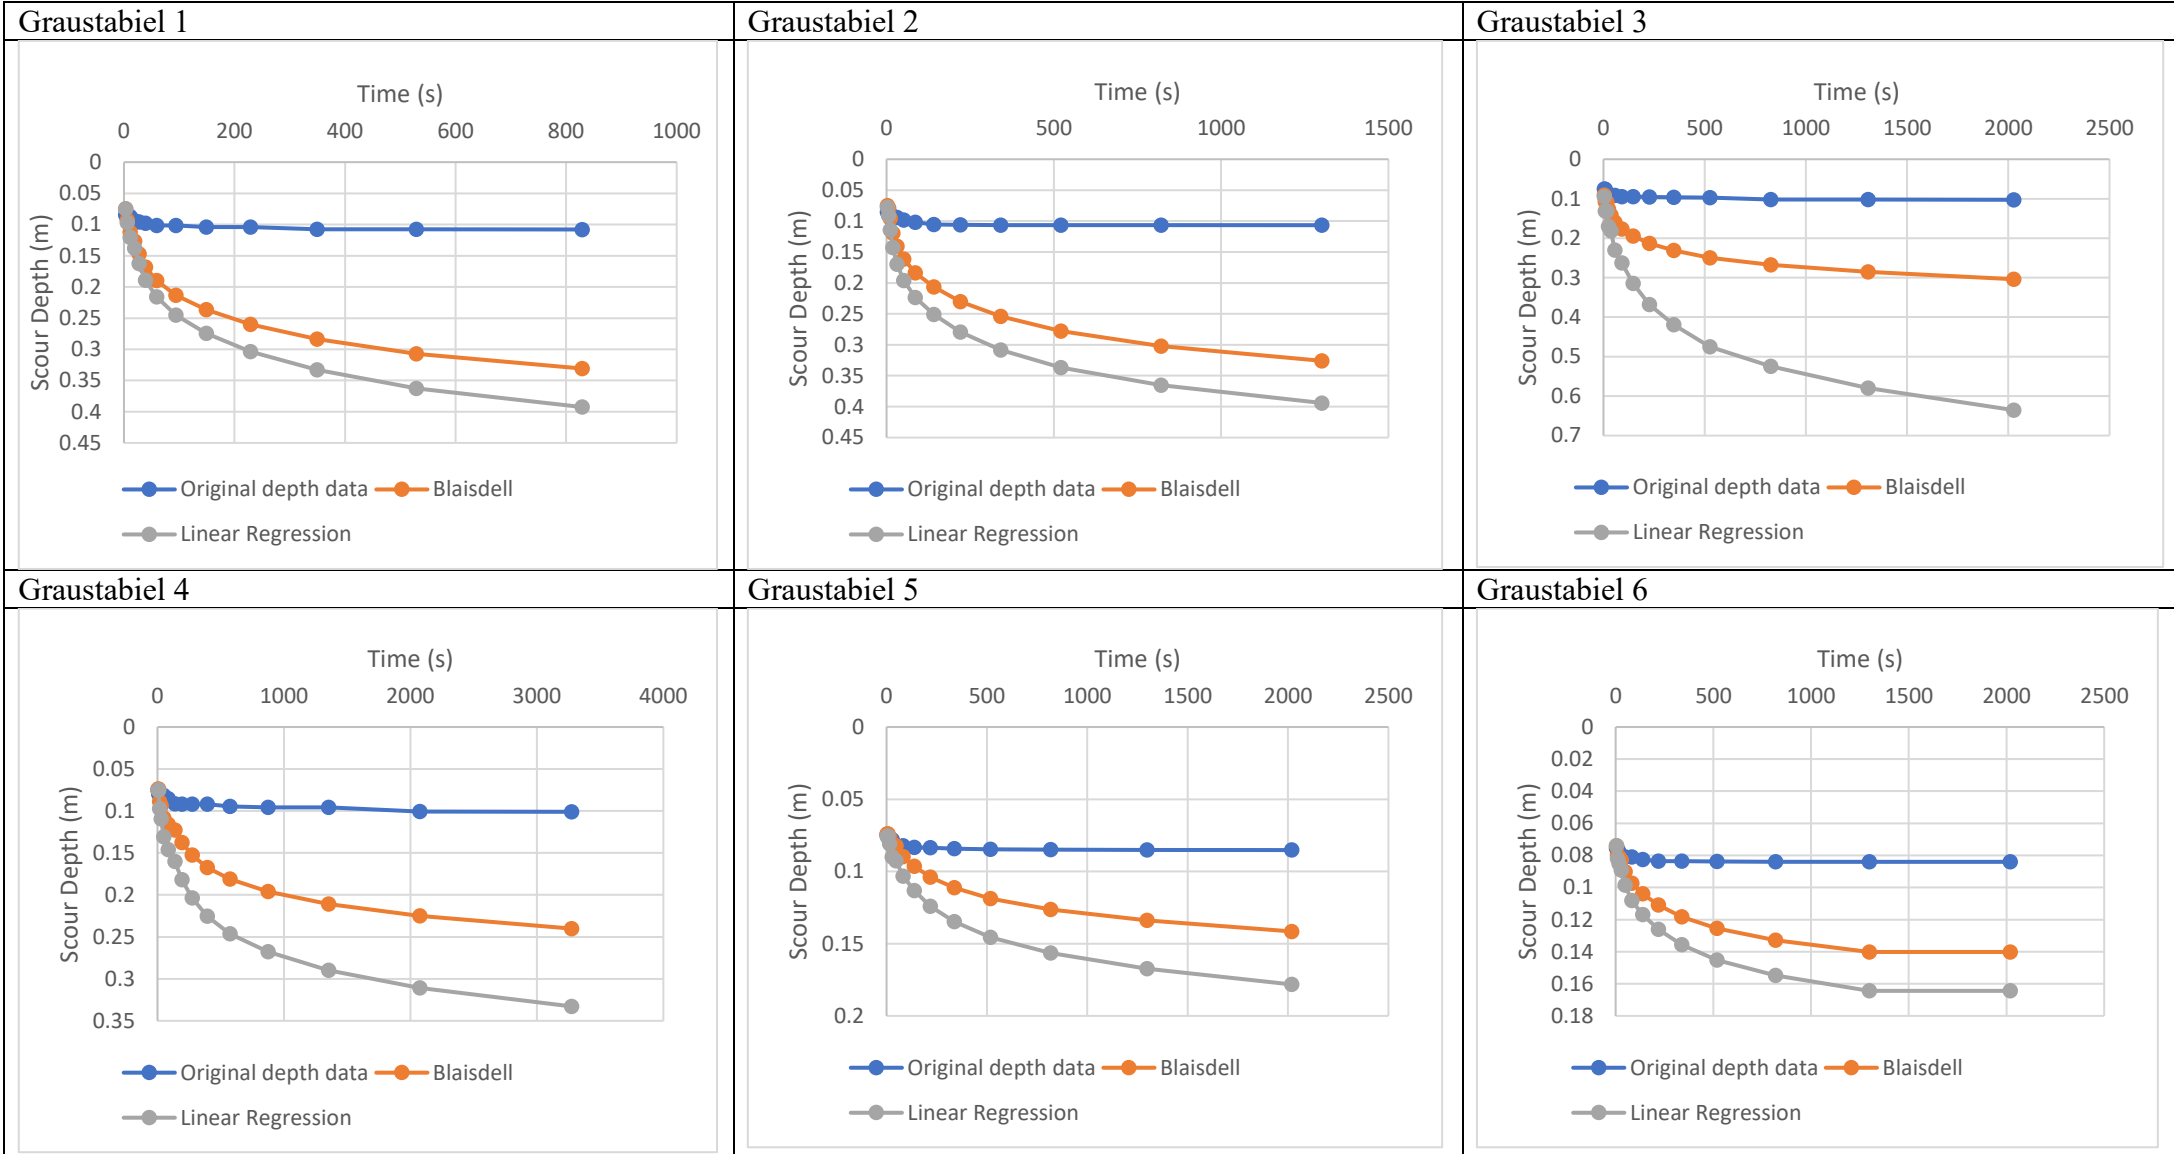 Graustabiel 1
Time (s)
0 200 400 600 800 1000
0
0.05
0.1
0.15
0.2
0.25
0.3
0.35
0.4
0.45
Scour Depth (m)
Original depth data Blaisdell
Linear Regression
Graustabiel 2
Time (s)
0 500 1000 1500
0
0.05
0.1
0.15
0.2
0.25
0.3
0.35
0.4
0.45
Scour Depth (m)
Original depth data Blaisdell
Linear Regression
Graustabiel 3
Time (s)
0 500 1000 1500 2000 2500
0
0.1
0.2
0.3
0.4
0.5
0.6
0.7
Scour Depth (m)
Original depth data Blaisdell
Linear Regression
Graustabiel 4
Time (s)
0 1000 2000 3000 4000
0
0.05
0.1
0.15
0.2
0.25
0.3
0.35
Scour Depth (m)
Original depth data Blaisdell
Linear Regression
Graustabiel 5
Time (s)
0 500 1000 1500 2000 2500
0
0.05
0.1
0.15
0.2
Scour Depth (m)
Original depth data Blaisdell
Linear Regression
Graustabiel 6
Time (s)
0 500 1000 1500 2000 2500
0
0.02
0.04
0.06
0.08
0.1
0.12
0.14
0.16
0.18
Scour Depth (m)
Original depth data Blaisdell
Linear Regression